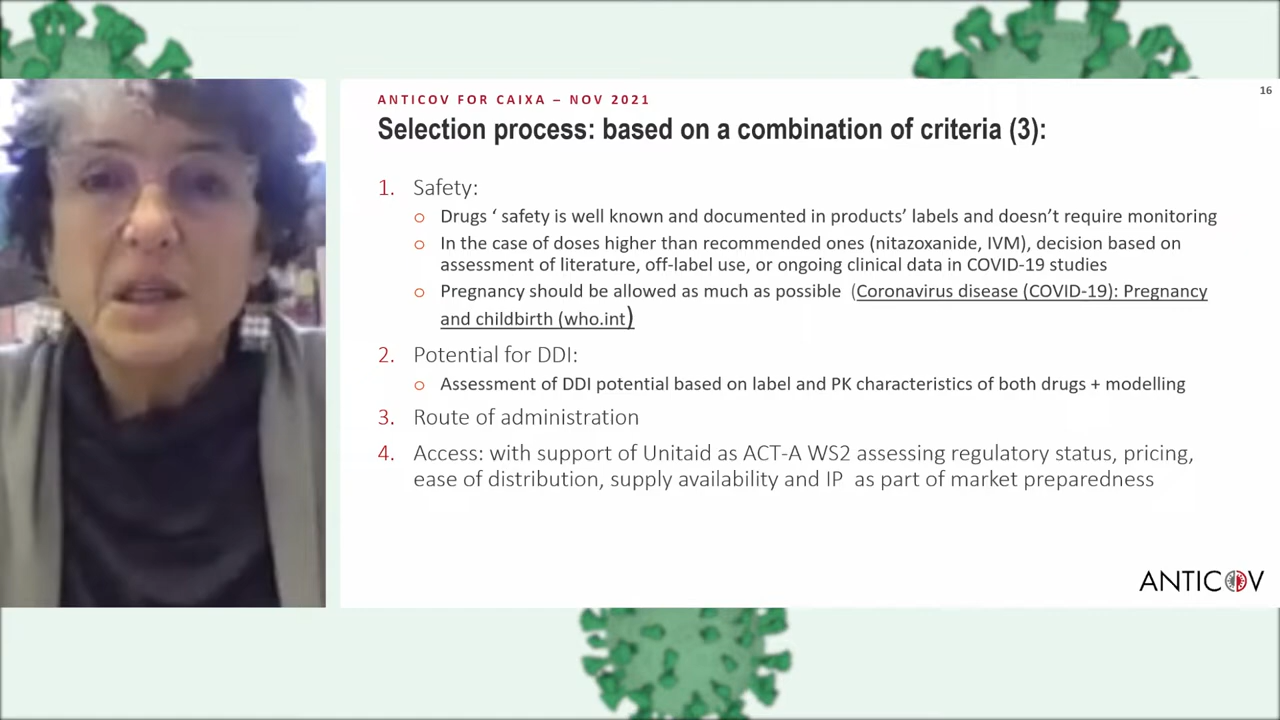 ANTICOV FOR CAIXA – NOV 2021
16
Selection process: based on a combination of criteria (3):
1. Safety:
o Drugs ‘ safety is well known and documented in products’ labels and doesn’t require monitoring
o In the case of doses higher than recommended ones (nitazoxanide, IVM), decision based on
assessment of literature, off-label use, or ongoing clinical data in COVID-19 studies
o Pregnancy should be allowed as much as possible (Coronavirus disease (COVID-19): Pregnancy
and childbirth (who.int)
2. Potential for DDI:
o Assessment of DDI potential based on label and PK characteristics of both drugs + modelling
3. Route of administration
4. Access: with support of Unitaid as ACT-A WS2 assessing regulatory status, pricing,
ease of distribution, supply availability and IP as part of market preparedness
ANTICOV